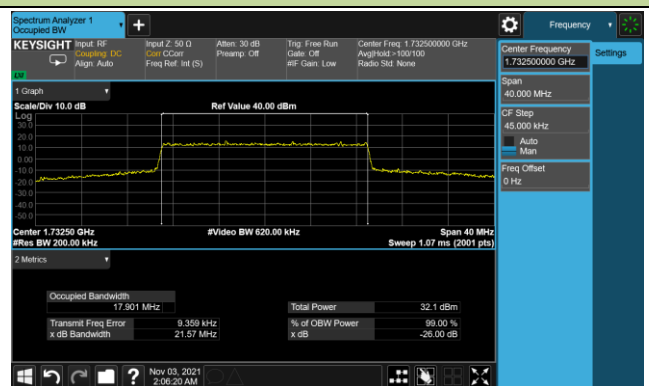 Spectrum Analyzer 1
Occupied BW
Frequency
KEYSIGHT
Input: RF
Coupling: DC
Align: Auto
Input Z: 50 Ω
Corr CCorr
Freq Ref: Int (S)
Atten: 30 dB
Preamp: Off
Trig: Free Run
Gate: Off
#IF Gain: Low
Center Freq: 1.732500000 GHz
Avg|Hold:>100/100
Radio Std: None
Center Frequency
1.732500000 GHz
Settings
Span
40.000 MHz
CF Step
45.000 kHz
Auto
Man
Freq Offset
0 Hz
1 Graph
Scale/Div 10.0 dB
Ref Value 40.00 dBm
Log
30.0
20.0
10.0
0.00
-10.0
-20.0
-30.0
-40.0
-50.0
Center 1.73250 GHz
#Video BW 620.00 kHz
Span 40 MHz
#Res BW 200.00 kHz
Sweep 1.07 ms (2001 pts)
2 Metrics
Occupied Bandwidth
17.901 MHz
Total Power 32.1 dBm
Transmit Freq Error 9.359 kHz % of OBW Power 99.00 %
x dB Bandwidth 21.57 MHz x dB -26.00 dB
Nov 03, 2021
2:06:20 AM